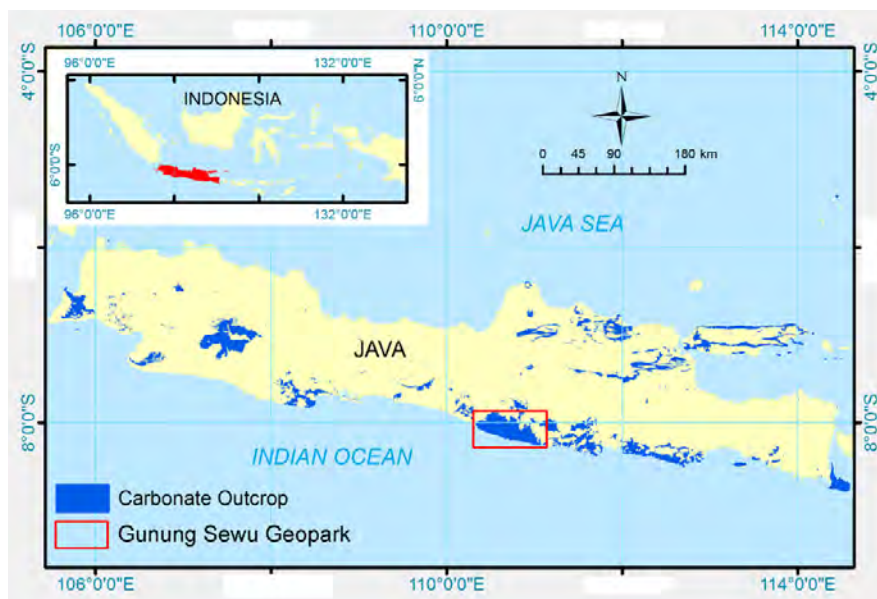 106°0'0"E 110°0'0"E 114°0'0"E
4°0'0"S
4°0'0"S
96°0'0"E 132°0'0"E
6°0'0"N
INDONESIA
6°0'0"S
96°0'0"E 132°0'0"E
N
0 45 90 180 km
JAVA SEA
JAVA
8°0'0"S
8°0'0"S
INDIAN OCEAN
Carbonate Outcrop
Gunung Sewu Geopark
106°0'0"E 110°0'0"E 114°0'0"E